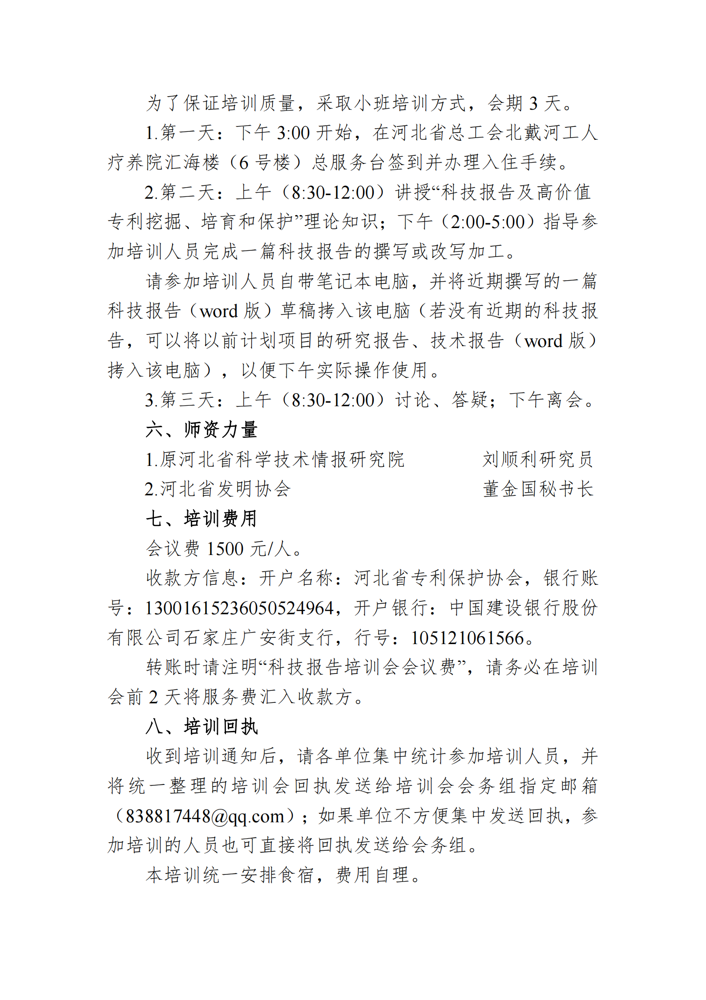 为了保证培训质量，采取小班培训方式，会期 3 天。
1.第一天：下午 3:00 开始，在河北省总工会北戴河工人
疗养院汇海楼（6 号楼）总服务台签到并办理入住手续。
2.第二天：上午（8:30-12:00）讲授“科技报告及高价值
专利挖掘、培育和保护”理论知识；下午（2:00-5:00）指导参
加培训人员完成一篇科技报告的撰写或改写加工。
请参加培训人员自带笔记本电脑，并将近期撰写的一篇
科技报告（word 版）草稿拷入该电脑（若没有近期的科技报
告，可以将以前计划项目的研究报告、技术报告（word 版）
拷入该电脑），以便下午实际操作使用。
3.第三天：上午（8:30-12:00）讨论、答疑；下午离会。
六、师资力量
1.原河北省科学技术情报研究院 刘顺利研究员
2.河北省发明协会 董金国秘书长
七、培训费用
会议费 1500 元/人。
收款方信息：开户名称：河北省专利保护协会，银行账
号：13001615236050524964，开户银行：中国建设银行股份
有限公司石家庄广安街支行，行号：105121061566。
转账时请注明“科技报告培训会会议费”，请务必在培训
会前 2 天将服务费汇入收款方。
八、培训回执
收到培训通知后，请各单位集中统计参加培训人员，并
将统一整理的培训会回执发送给培训会会务组指定邮箱
（838817448@qq.com）；如果单位不方便集中发送回执，参
加培训的人员也可直接将回执发送给会务组。
本培训统一安排食宿，费用自理。